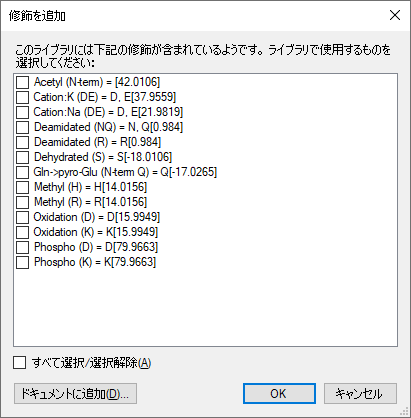 修飾を追加
このライブラリには下記の修飾が含まれているようです。ライブラリで使用するものを
選択してください:
Acetyl (N-term) = [42.0106]
Cation:K (DE) = D, E[37.9559]
Cation:Na (DE) = D, E[21.9819]
Deamidated (NQ) = N, Q[0.984]
Deamidated (R) = R[0.984]
Dehydrated (S) = S[-18.0106]
Gln->pyro-Glu (N-term Q) = Q[-17.0265]
Methyl (H) = H[14.0156]
Methyl (R) = R[14.0156]
Oxidation (D) = D[15.9949]
Oxidation (K) = K[15.9949]
Phospho (D) = D[79.9663]
Phospho (K) = K[79.9663]
すべて選択/選択解除(A)
ドキュメントに追加(D)...
OK
キャンセル